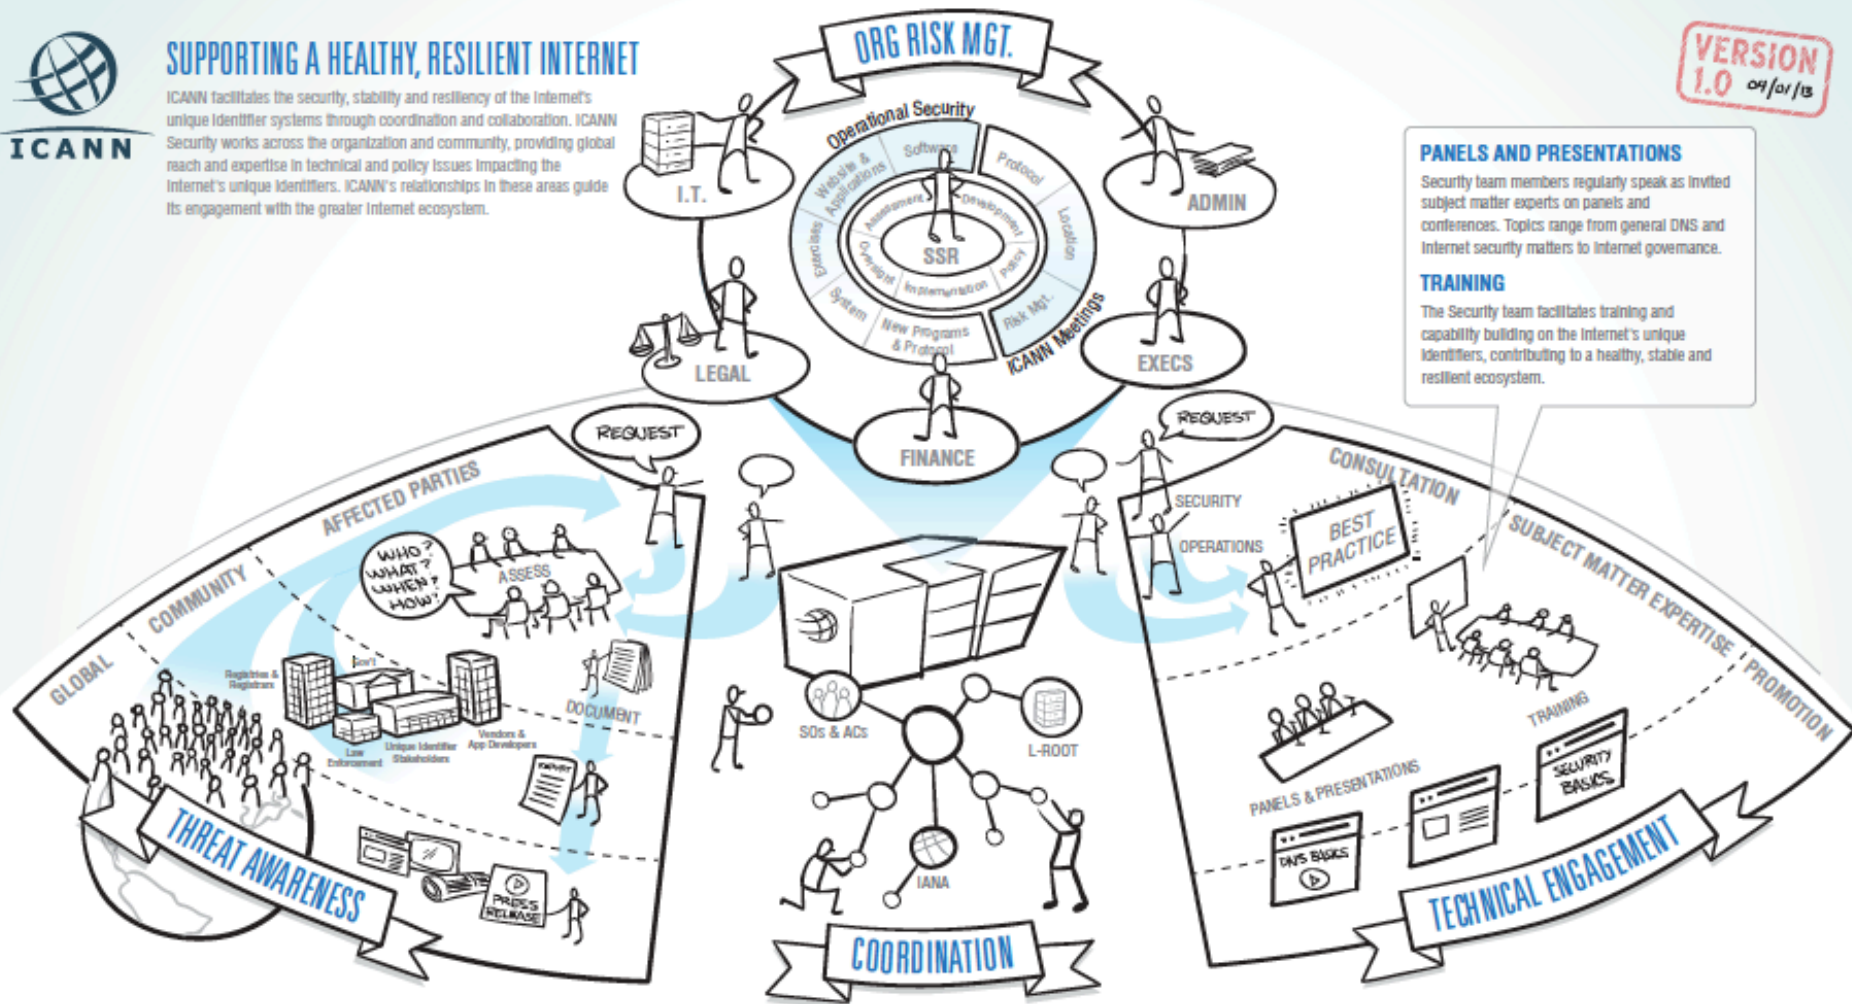 ICANN
SUPPORTING A HEALTHY, RESILIENT INTERNET
ICANN facilitates the security, stability and resiliency of the Internet's
unique identifier systems through coordination and collaboration. ICANN
Security works across the organization and community, providing global
reach and expertise in technical and policy issues impacting the
Internet's unique identifiers. ICANN's relationships in these areas guide
its engagement with the greater Internet ecosystem.
ORG RISK MGT.
VERSION
1.0 04/01/13
I.T.
ADMIN
LEGAL
EXECS
FINANCE
Operational Security
Software
Website &
Applications
Exercises
System
New Programs
& Protocol
Protocol
Location
Risk Mgt.
ICANN Meetings
Assessment
Development
Policy
Implementation
Oversight
SSR
PANELS AND PRESENTATIONS
Security team members regularly speak as invited
subject matter experts on panels and
conferences. Topics range from general DNS and
Internet security matters to Internet governance.
TRAINING
The Security team facilitates training and
capability building on the Internet's unique
identifiers, contributing to a healthy, stable and
resilient ecosystem.
REQUEST
REQUEST
AFFECTED PARTIES
COMMUNITY
GLOBAL
WHO?
WHAT?
WHEN?
HOW?
ASSESS
Registries &
Registrars
Gov't
Law
Enforcement
Unique Identifier
Stakeholders
Vendors &
App Developers
DOCUMENT
EXPERT
PRESS
RELEASE
THREAT AWARENESS
SOs & ACs
L-ROOT
IANA
COORDINATION
SECURITY
OPERATIONS
CONSULTATION
BEST
PRACTICE
SUBJECT MATTER EXPERTISE
PROMOTION
TRAINING
PANELS & PRESENTATIONS
DNS BASICS
SECURITY
BASICS
TECHNICAL ENGAGEMENT